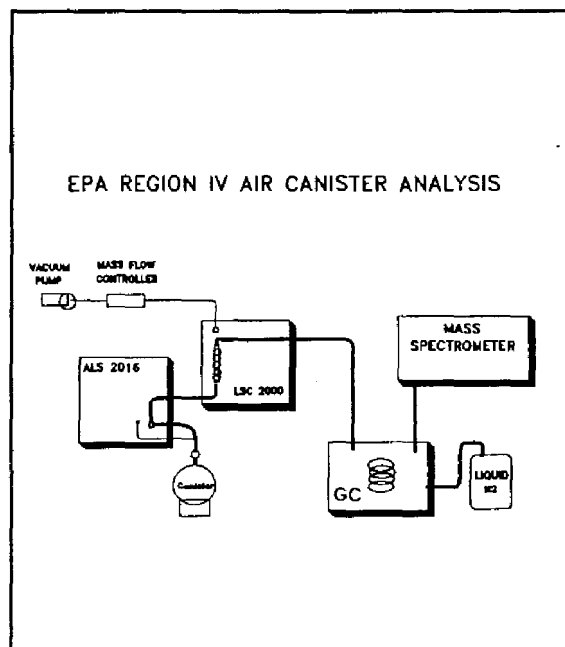 EPA REGION IV AIR CANISTER ANALYSIS
VACUUM
PUMP
MASS FLOW
CONTROLLER
MASS
SPECTROMETER
ALS 2016
LSC 2000
Canister
GC
LIQUID
N2